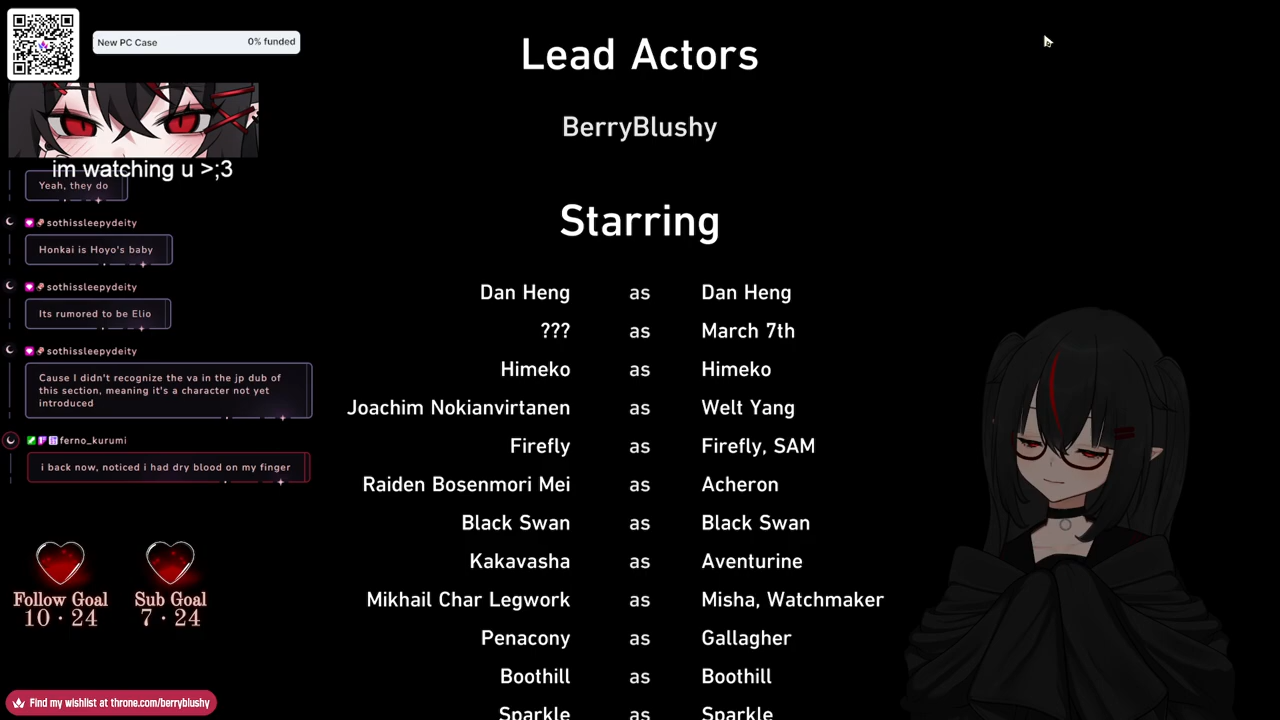 New PC Case 0% funded
im watching u >;3
Yeah, they do
sothissleepydeity
Honkai is Hoyo's baby
sothissleepydeity
Its rumored to be Elio
sothissleepydeity
Cause I didn't recognize the va in the jp dub of
this section, meaning it's a character not yet
introduced
ferno_kurumi
i back now, noticed i had dry blood on my finger
Follow Goal
10 · 24
Sub Goal
7 · 24
Find my wishlist at throne.com/berryblushy
Lead Actors
BerryBlushy
Starring
Dan Heng as Dan Heng
??? as March 7th
Himeko as Himeko
Joachim Nokianvirtanen as Welt Yang
Firefly as Firefly, SAM
Raiden Bosenmori Mei as Acheron
Black Swan as Black Swan
Kakavasha as Aventurine
Mikhail Char Legwork as Misha, Watchmaker
Penacony as Gallagher
Boothill as Boothill
Sparkle as Sparkle